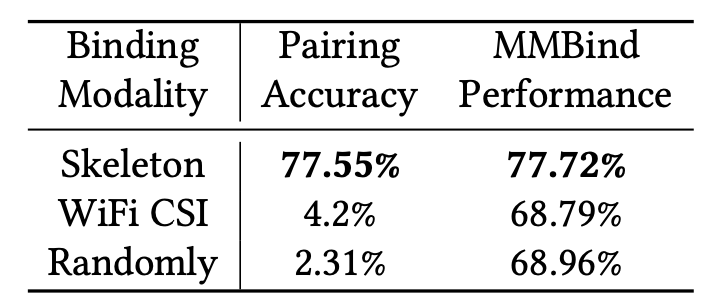 Binding Modality | Pairing Accuracy | MMBind Performance
Skeleton | 77.55% | 77.72%
WiFi CSI | 4.2% | 68.79%
Randomly | 2.31% | 68.96%